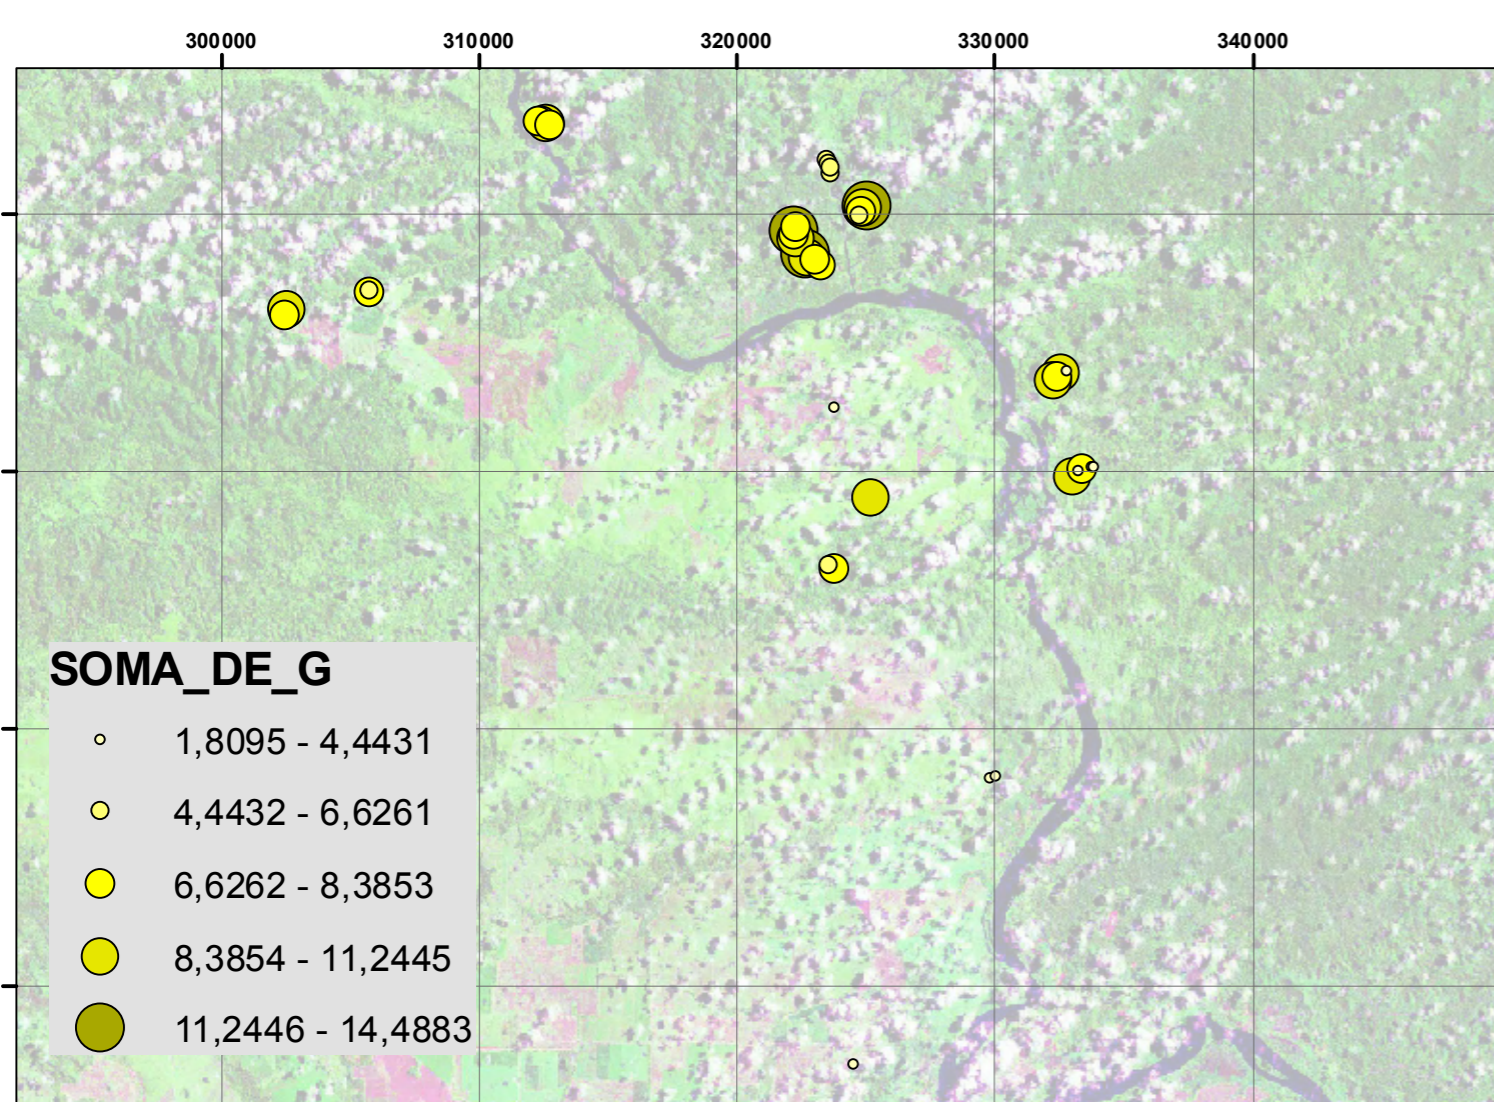 300000 310000 320000 330000 340000
SOMA_DE_G
1,8095 - 4,4431
4,4432 - 6,6261
6,6262 - 8,3853
8,3854 - 11,2445
11,2446 - 14,4883